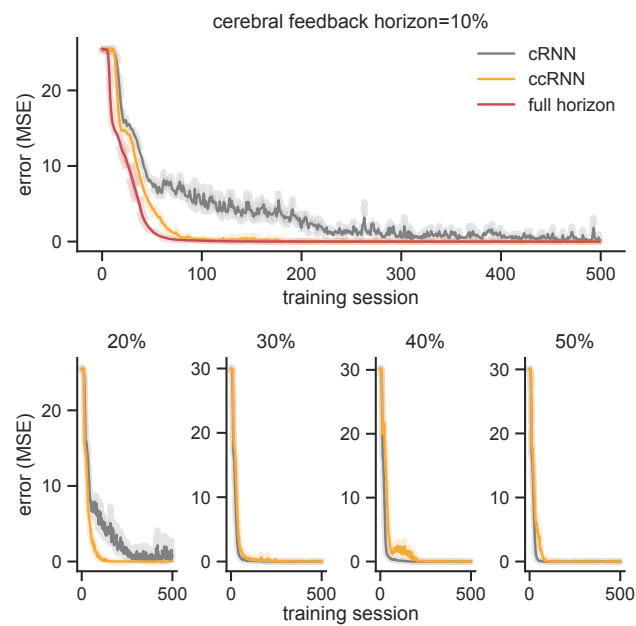 cerebral feedback horizon=10%
cRNN
ccRNN
full horizon
error (MSE)
20
10
0
0 100 200 300 400 500
training session
20% 30% 40% 50%
error (MSE)
20
10
0
30
20
10
0
30
20
10
0
30
20
10
0
0 500 0 500 0 500 0 500
training session